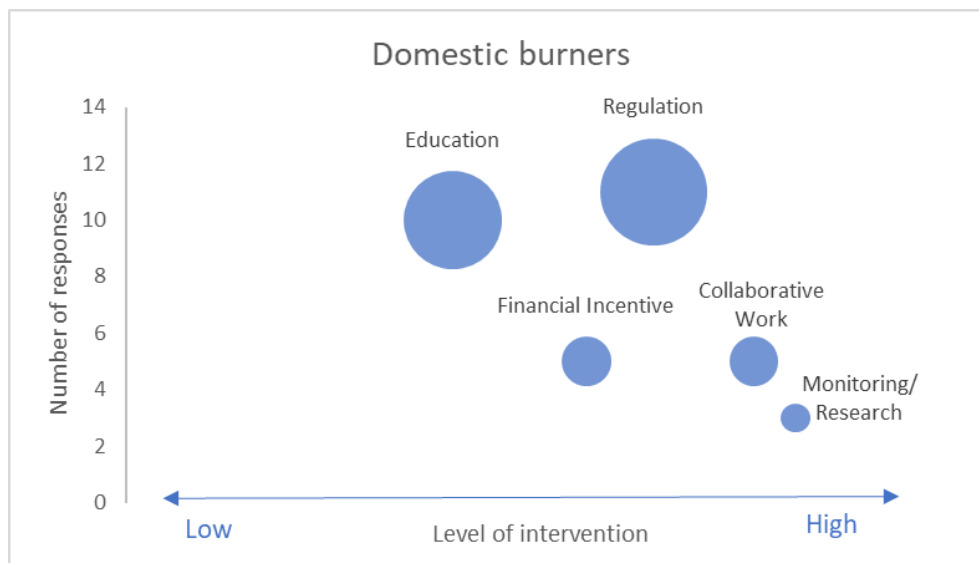 Domestic burners
Number of responses
14
12
10
8
6
4
2
0
Education
Regulation
Financial Incentive
Collaborative
Work
Monitoring/
Research
Low
Level of intervention
High